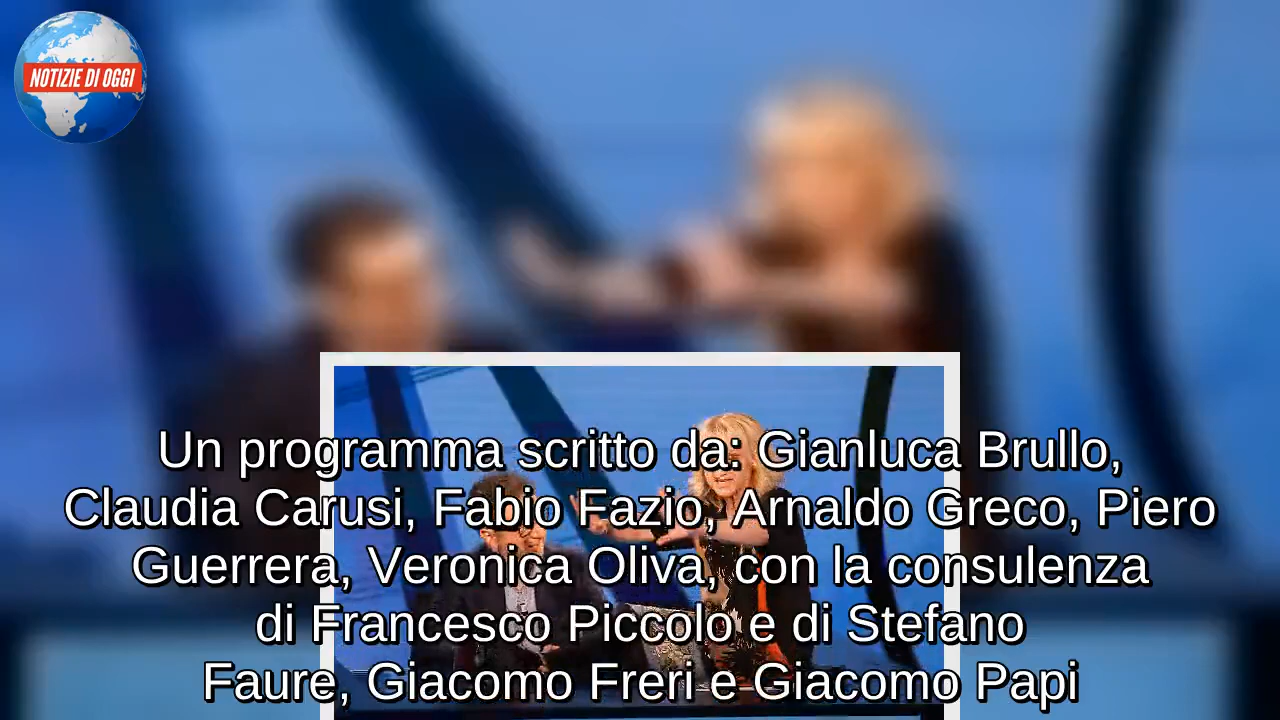 NOTIZIE DI OGGI
Un programma scritto da: Gianluca Brullo,
Claudia Carusi, Fabio Fazio, Arnaldo Greco, Piero
Guerrera, Veronica Oliva, con la consulenza
di Francesco Piccolo e di Stefano
Faure, Giacomo Freri e Giacomo Papi